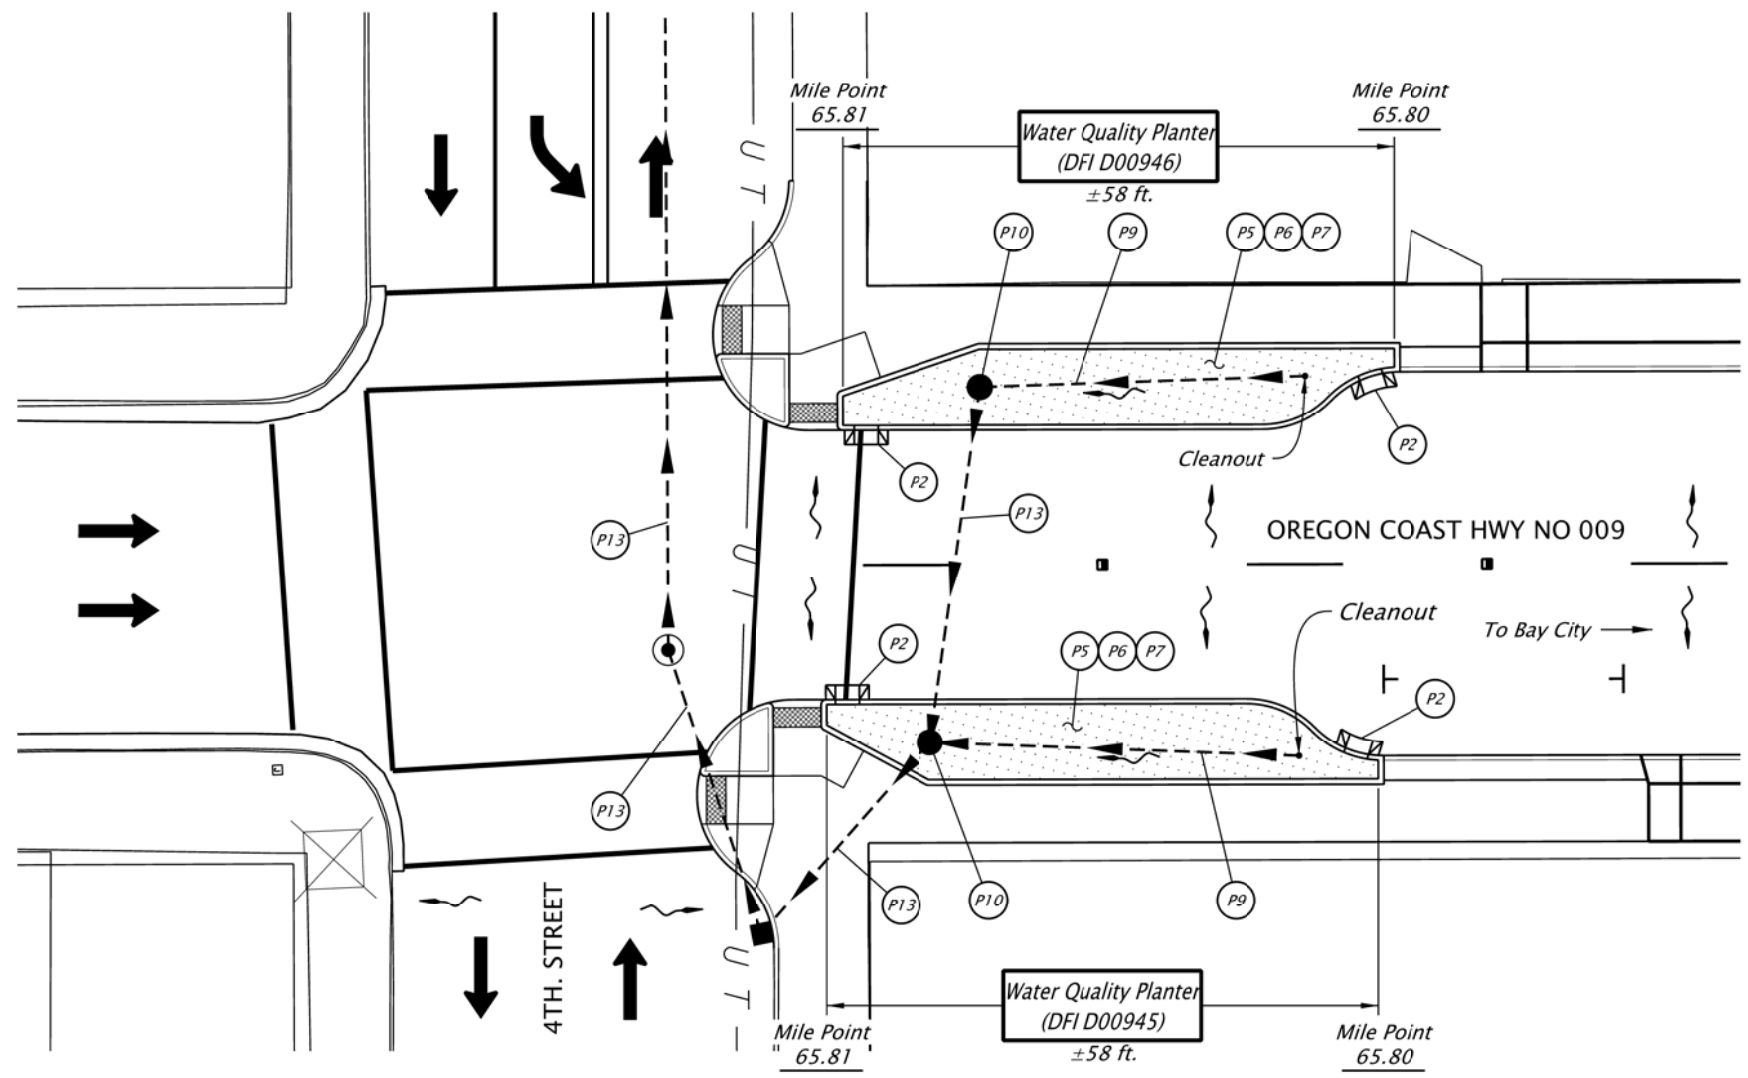 Mile Point
65.81
Mile Point
65.80
Water Quality Planter
(DFI D00946)
±58 ft.
U T
P10
P9
P5 P6 P7
P2
Cleanout
P2
P13
P13
OREGON COAST HWY NO 009
U T
Cleanout
To Bay City
P2
P5 P6 P7
P2
P13
P13
P10
P9
4TH. STREET
U T
Water Quality Planter
(DFI D00945)
±58 ft.
Mile Point
65.81
Mile Point
65.80